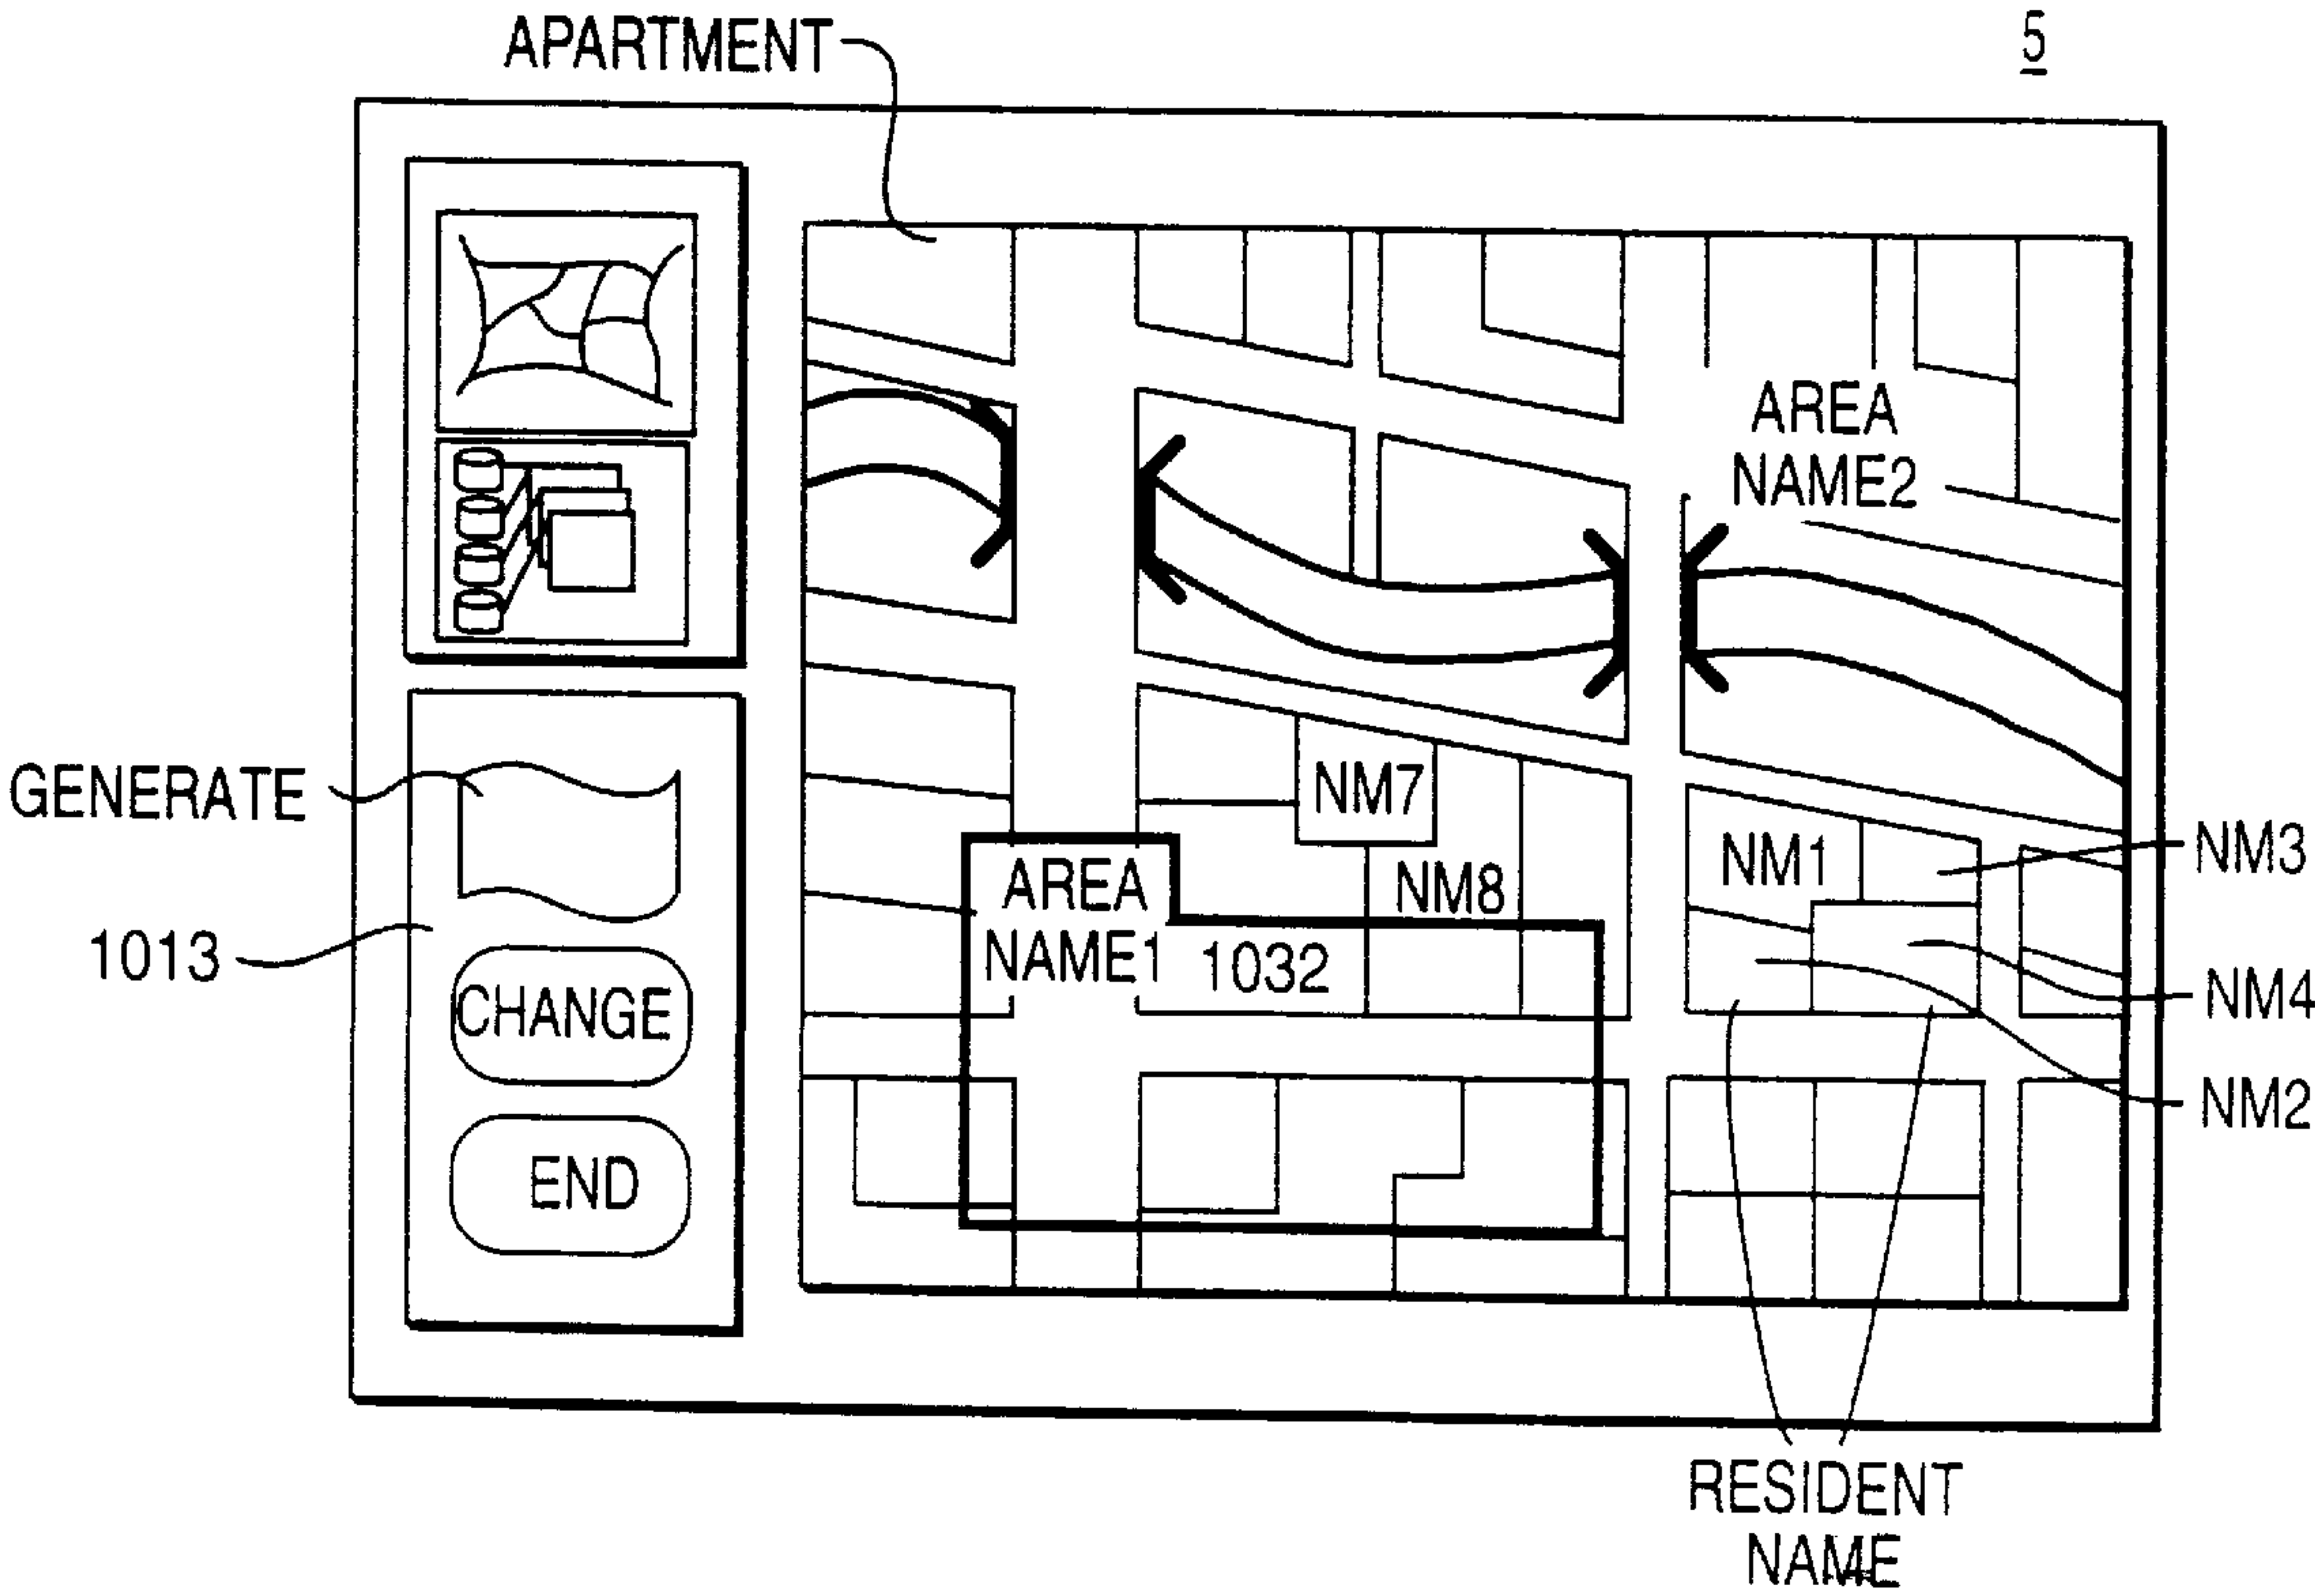 APARTMENT
5
AREA
NAME2
GENERATE
NM7
NM1
NM3
AREA
NAME1
NM8
1013
1032
CHANGE
NM4
NM2
END
RESIDENT
NAME